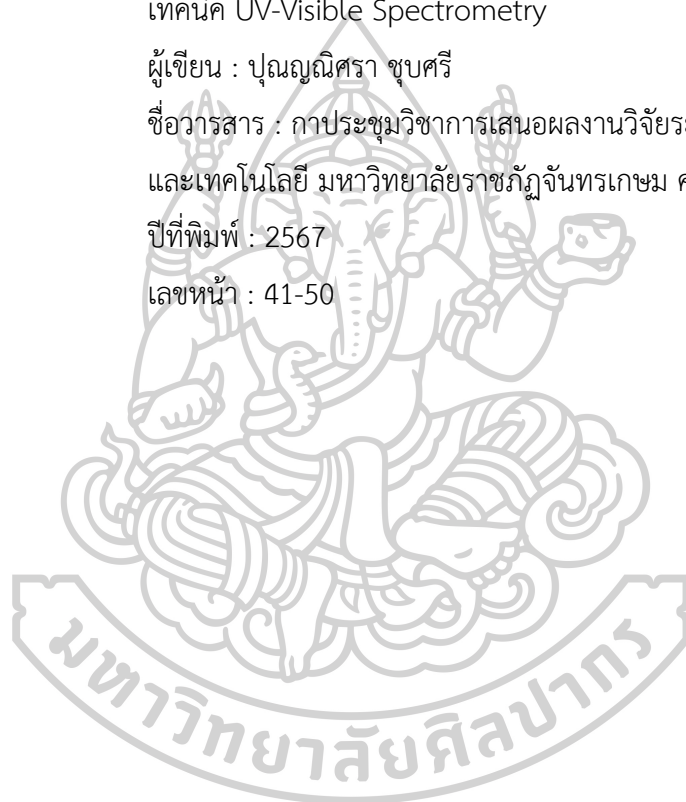 เทคนิค UV-Visible Spectrometry
ผู้เขียน : ปุณญณิศรา ชุบศรี
ชื่อวารสาร : กาประชุมวิชาการเสนอผลงานวิจัย
และเทคโนโลยี มหาวิทยาลัยราชภัฏจันทรเกษม
ปีที่พิมพ์ : 2567
เลขหน้า : 41-50
มหาวิทยาลัยศิลปากร